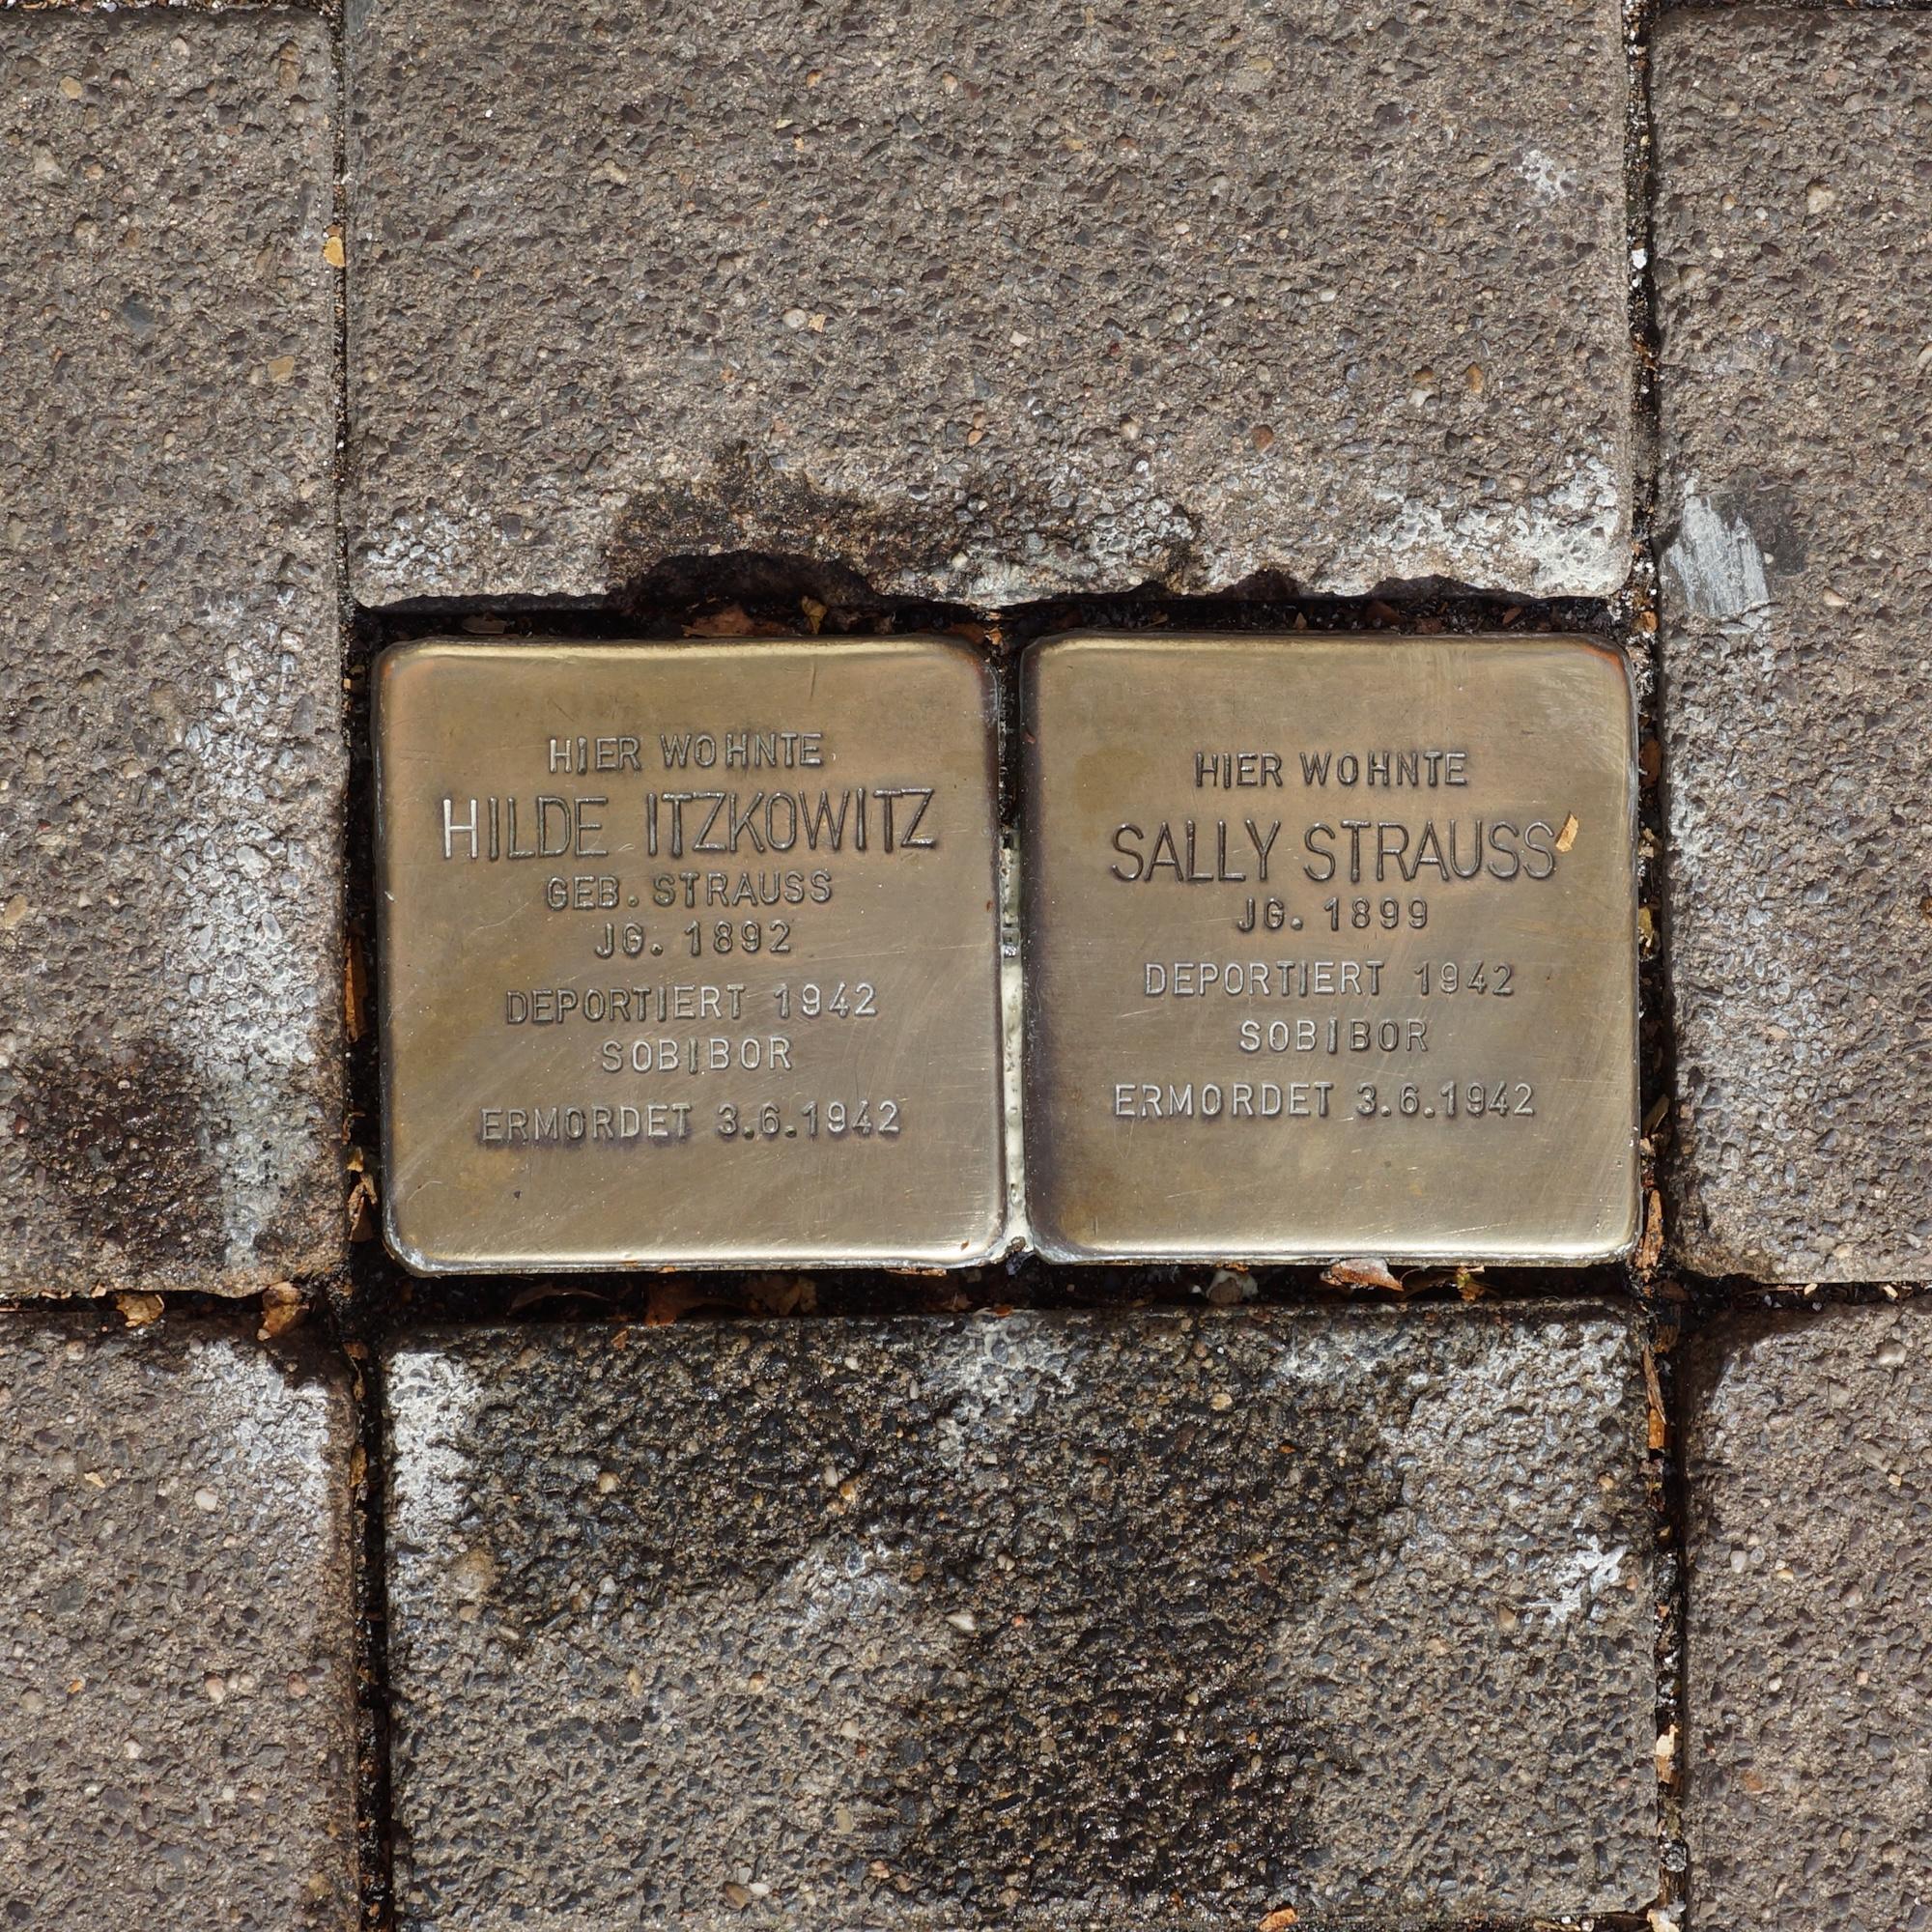 HIER WOHNTE
HILDE ITZKOWITZ
GEB. STRAUSS
JG. 1892
DEPORTIERT 1942
SOBIBOR
ERMORDET 3.6.1942
HIER WOHNTE
SALLY STRAUSS
JG. 1899
DEPORTIERT 1942
SOBIBOR
ERMORDET 3.6.1942